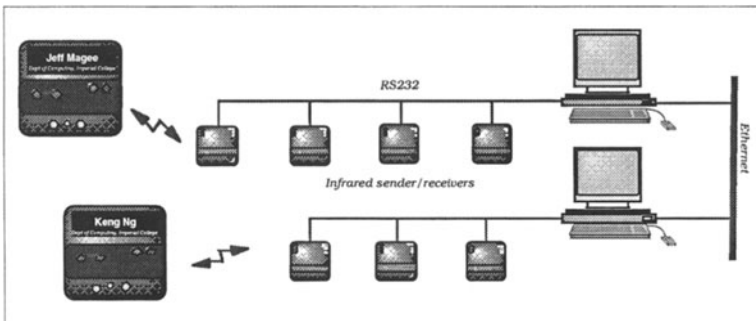 Jeff Magee
Dept of Computing, Imperial College
RS232
Ethernet
Infrared sender/receivers
Keng Ng
Dept of Computing, Imperial College